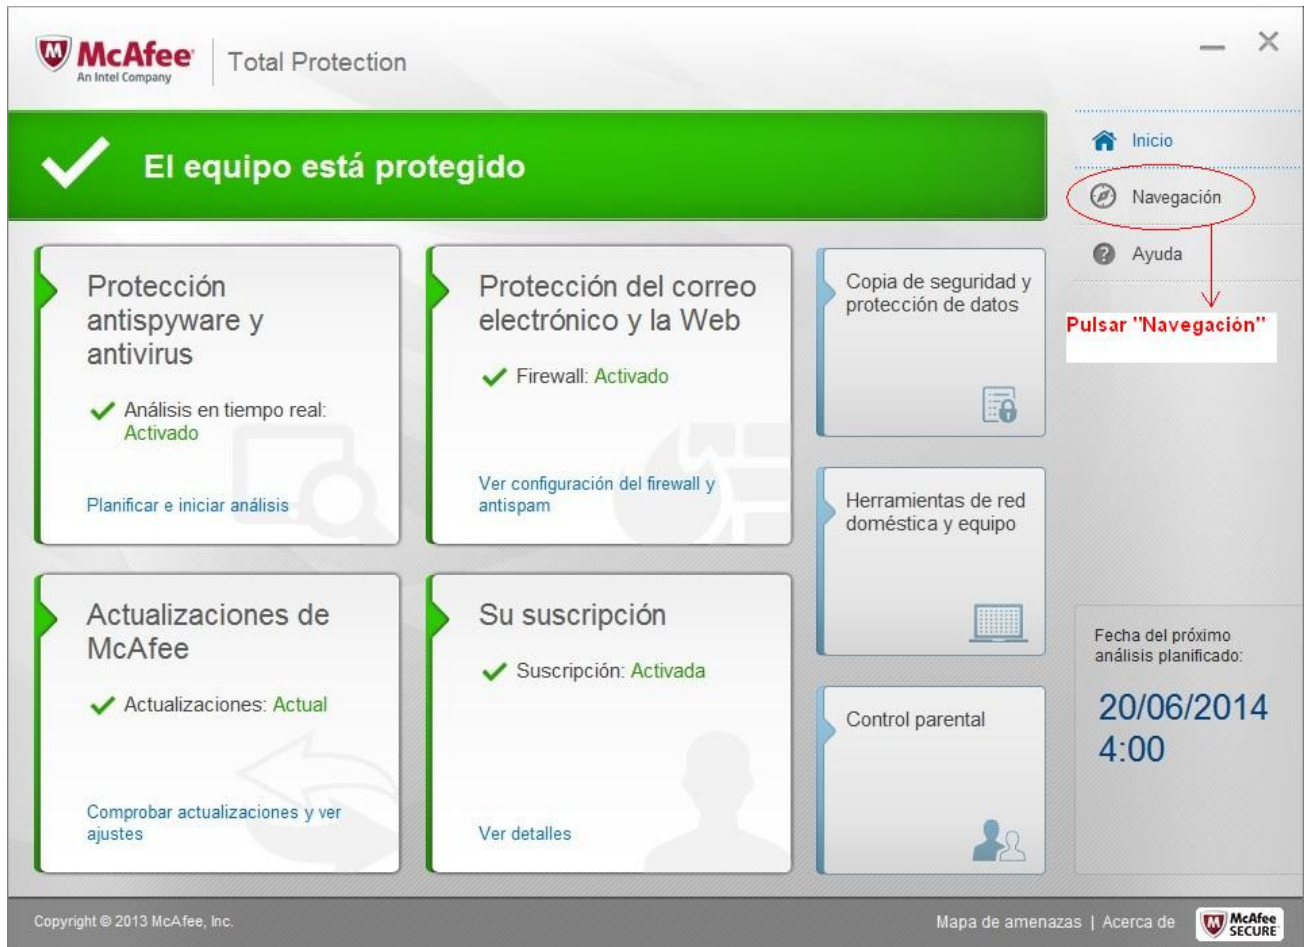 McAfee
An Intel Company
Total Protection
El equipo está protegido
Inicio
Navegación
Ayuda
Pulsar "Navegación"
Protección
antispyware y
antivirus
Análisis en tiempo real:
Activado
Planificar e iniciar análisis
Protección del correo
electrónico y la Web
Firewall: Activado
Ver configuración del firewall y
antispam
Copia de seguridad y
protección de datos
Herramientas de red
doméstica y equipo
Control parental
Actualizaciones de
McAfee
Actualizaciones: Actual
Comprobar actualizaciones y ver
ajustes
Su suscripción
Suscripción: Activada
Ver detalles
Fecha del próximo
análisis planificado:
20/06/2014
4:00
Copyright © 2013 McAfee, Inc.
Mapa de amenazas | Acerca de
McAfee
SECURE